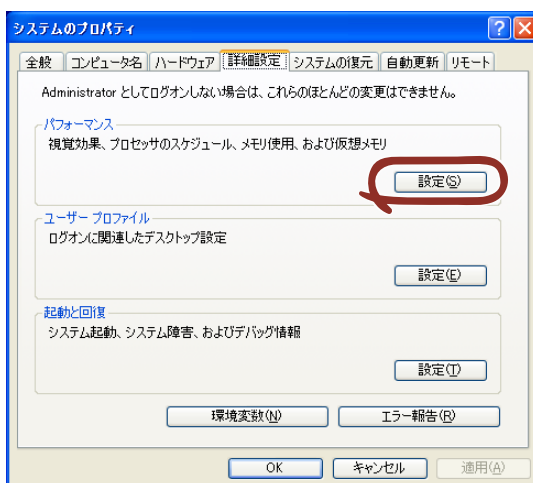 システムのプロパティ
全般 コンピュータ名 ハードウェア 詳細設定 システムの復元 自動更新 リモート
Administrator としてログオンしない場合は、これらのほとんどの変更はできません。
パフォーマンス
視覚効果、プロセッサのスケジュール、メモリ使用、および仮想メモリ
設定(S)
ユーザー プロファイル
ログオンに関連したデスクトップ設定
設定(E)
起動と回復
システム起動、システム障害、およびデバッグ情報
設定(T)
環境変数(N) エラー報告(R)
OK キャンセル 適用(A)